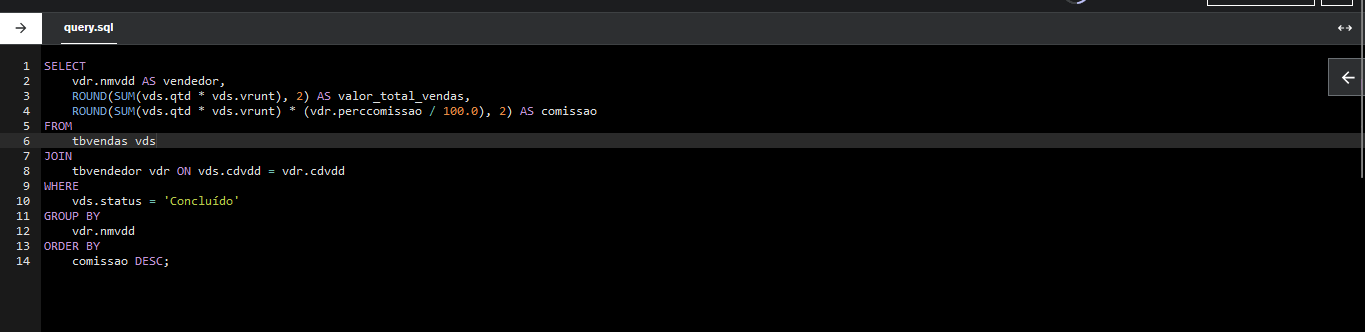 query.sql
1 SELECT
2 vdr.nmvdd AS vendedor,
3 ROUND(SUM(vds.qtd * vds.vrunt), 2) AS valor_total_vendas,
4 ROUND(SUM(vds.qtd * vds.vrunt) * (vdr.perccomissao / 100.0), 2) AS comissao
5 FROM
6 tbvendas vds
7 JOIN
8 tbvendedor vdr ON vds.cdvdd = vdr.cdvdd
9 WHERE
10 vds.status = 'Concluído'
11 GROUP BY
12 vdr.nmvdd
13 ORDER BY
14 comissao DESC;